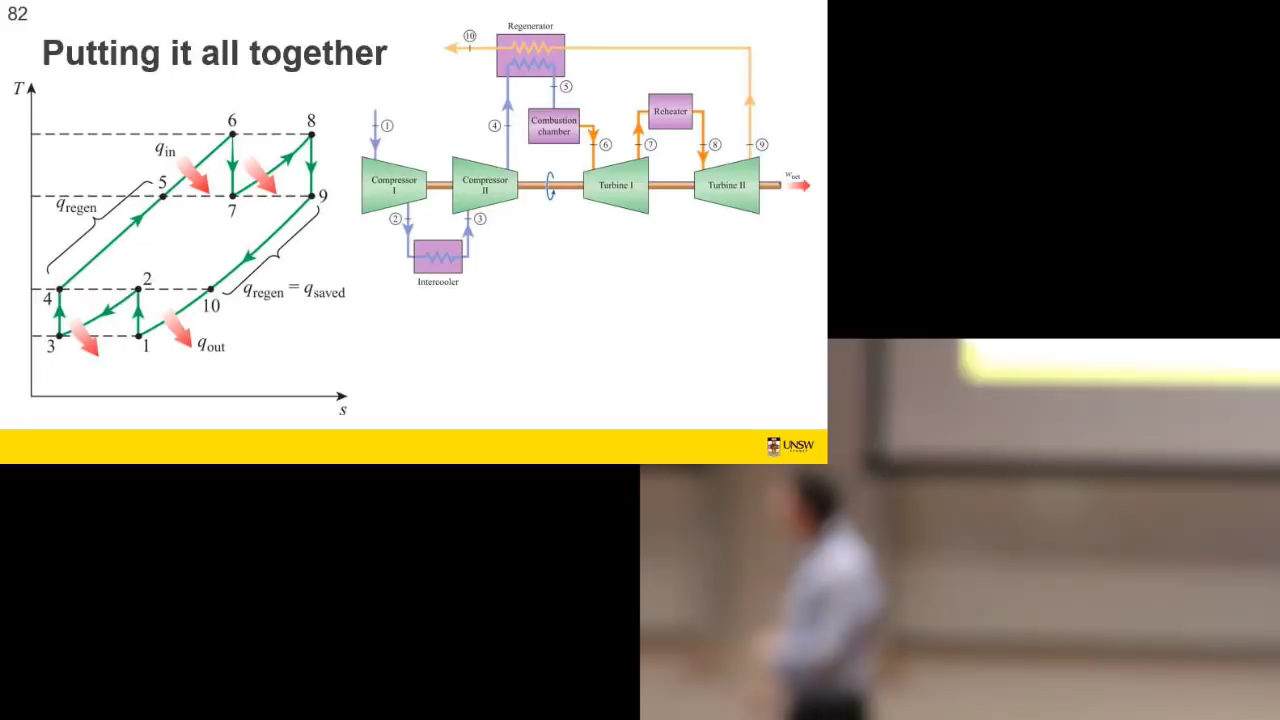 82
Putting it all together
T
6
8
q_in
5
q_regen
7
9
2
4
10
q_regen = q_saved
3
1
q_out
s
Regenerator
10
5
4
1
Combustion
chamber
6
Reheater
7
8
9
Compressor
I
Compressor
II
Turbine I
Turbine II
w_net
2
3
Intercooler
UNSW
SYDNEY